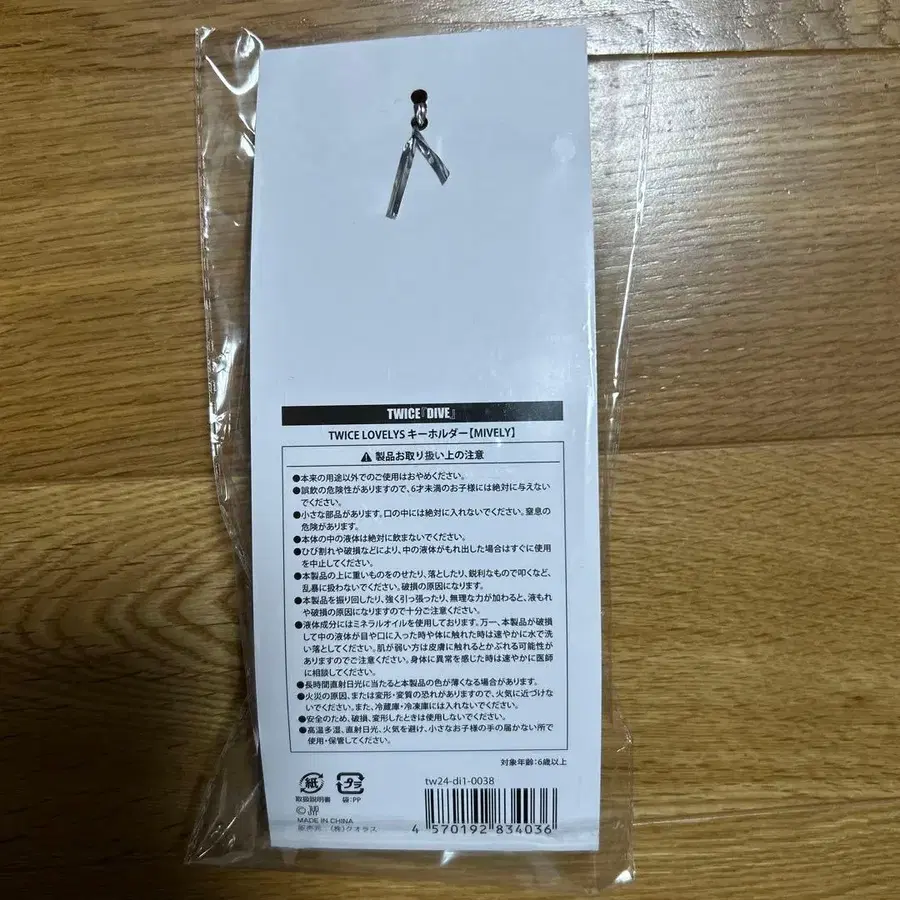 TWICE『DIVE』
TWICE LOVELYS キーホルダー【MIVELY】
⚠ 製品お取り扱い上の注意
●本来の用途以外でのご使用はおやめください。
●誤飲の危険性がありますので、6才未満のお子様には絶対に与えない
でください。
●小さな部品があります。口の中には絶対に入れないでください。窒息の
危険があります。
●本体の中の液体は絶対に飲まないでください。
●ひび割れや破損などにより、中の液体がもれ出した場合はすぐに使用
を中止してください。
●本製品の上に重いものをのせたり、落としたり、鋭利なもので叩くなど、
乱暴に扱わないでください。破損の原因になります。
●本製品を振り回したり、強く引っ張ったり、無理な力が加わると、液もれ
や破損の原因になりますので十分ご注意ください。
●液体成分にはミネラルオイルを使用しております。万一、本製品が破損
して中の液体が目や口に入った時や体に触れた時は速やかに水で洗
い落としてください。肌が弱い方は皮膚に触れるとかぶれる可能性が
ありますのでご注意ください。身体に異常を感じた時は速やかに医師
に相談してください。
●長時間直射日光に当たると本製品の色が薄くなる場合があります。
●火災の原因、または変形・変質の恐れがありますので、火気に近づけな
いでください。また、冷蔵庫・冷凍庫には入れないでください。
●安全のため、破損、変形したときは使用しないでください。
●高温多湿、直射日光、火気を避け、小さなお子様の手の届かない所で
使用・保管してください。
対象年齢:6歳以上
紙
取扱説明書
プラ
袋:PP
tw24-di1-0038
©
MADE IN CHINA
販売元:(株)クオラス
4 570192 834036